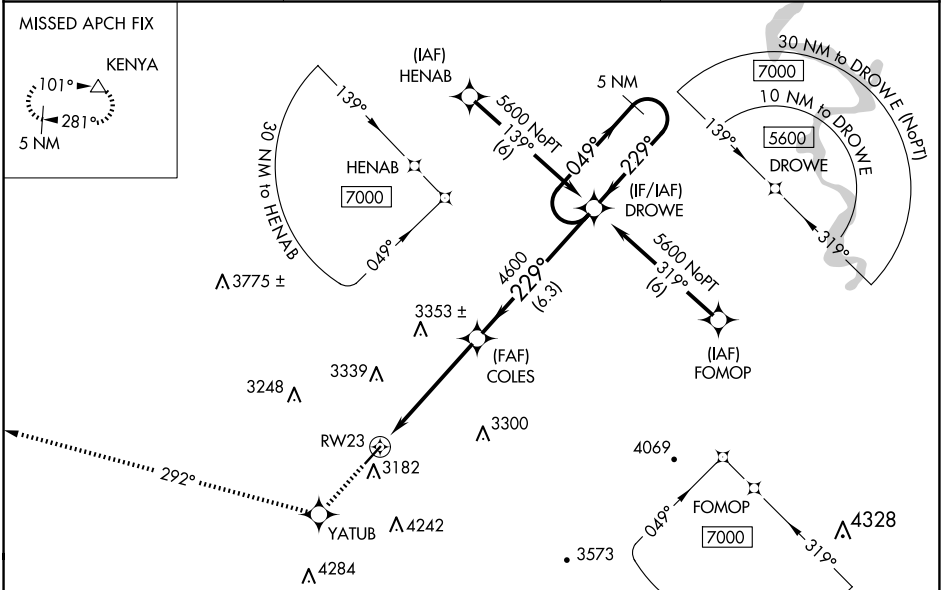 MISSED APCH FIX
KENYA
101°
281°
5 NM
(IAF)
HENAB
5600 NoPT
139°
(6)
5 NM
049°
229°
(IF/IAF)
DROWE
30 NM to DROWE (NoPT)
7000
10 NM to DROWE
5600
DROWE
139°
319°
139°
HENAB
7000
30 NM to HENAB
049°
5600 NoPT
319°
(6)
(IAF)
FOMOP
4600
229°
(6.3)
3775 ±
3353 ±
(FAF)
COLES
3339
3248
3300
RW23
3182
292°
YATUB
4242
4284
4069
FOMOP
7000
049°
319°
4328
3573